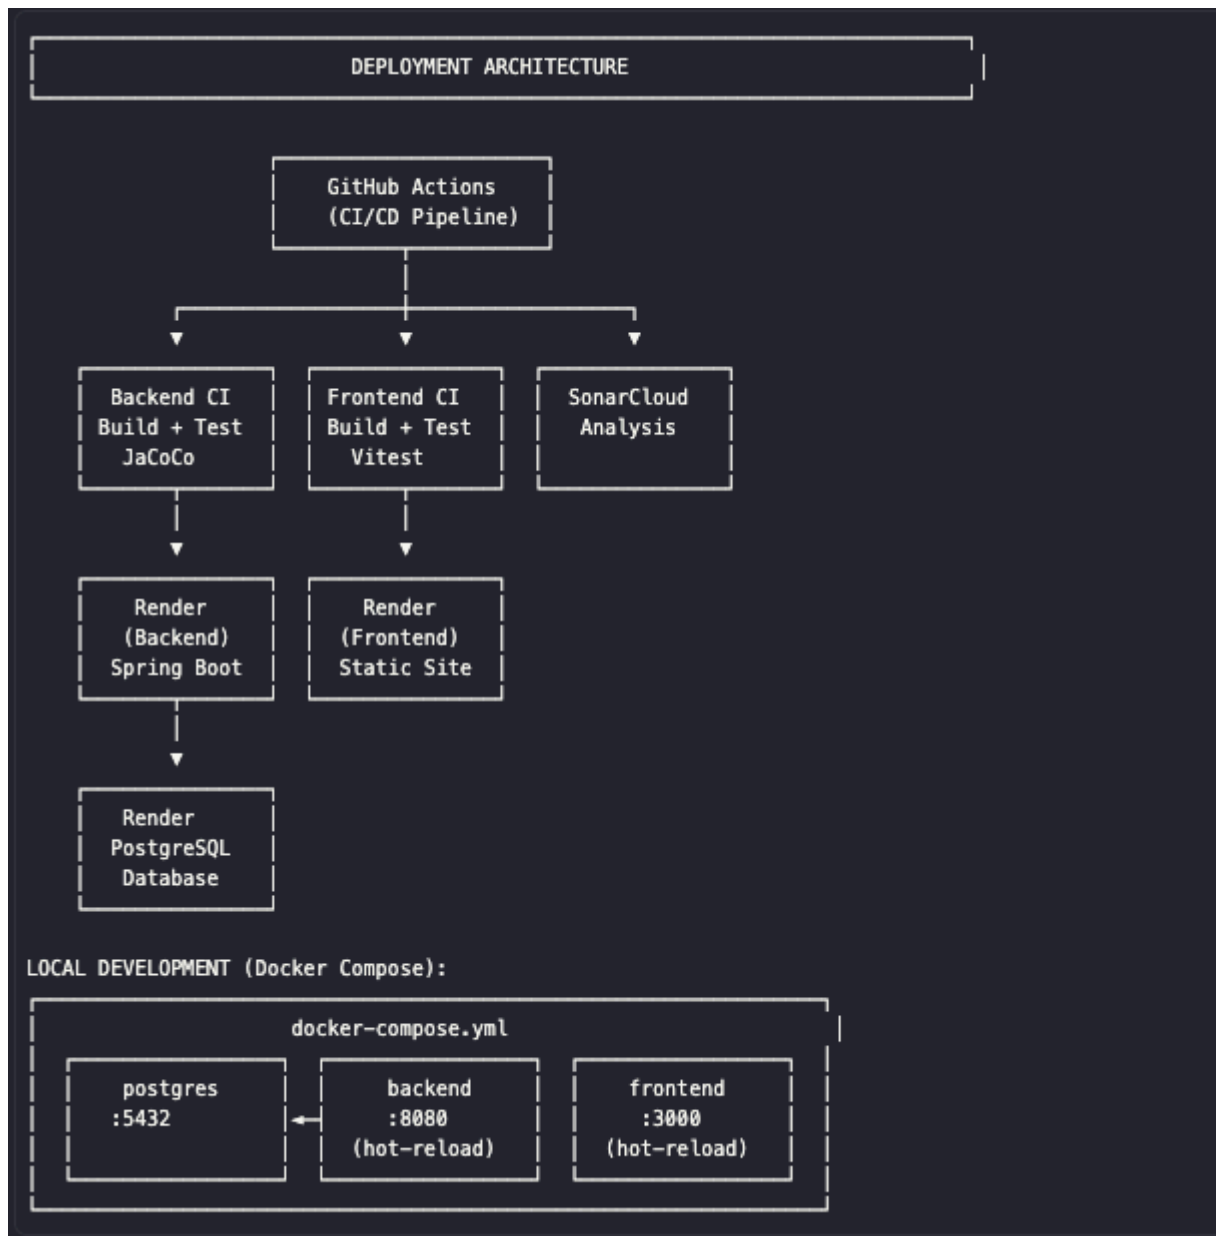 DEPLOYMENT ARCHITECTURE
GitHub Actions
(CI/CD Pipeline)
Backend CI
Build + Test
JaCoCo
Frontend CI
Build + Test
Vitest
SonarCloud
Analysis
Render
(Backend)
Spring Boot
Render
(Frontend)
Static Site
Render
PostgreSQL
Database
LOCAL DEVELOPMENT (Docker Compose):
docker-compose.yml
postgres
:5432
backend
:8080
(hot-reload)
frontend
:3000
(hot-reload)